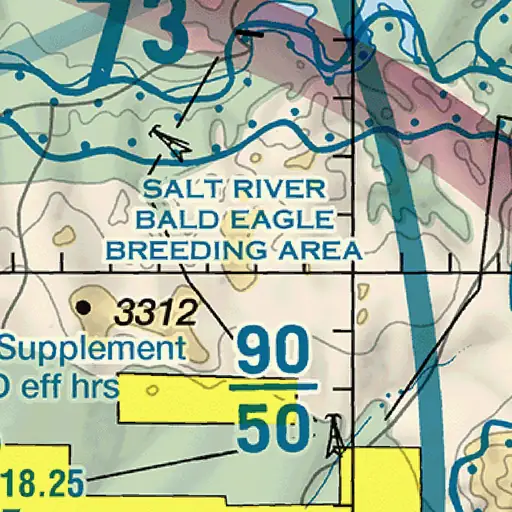 73
SALT RIVER
BALD EAGLE
BREEDING AREA
3312
Supplement
eff hrs
90
50
18.25